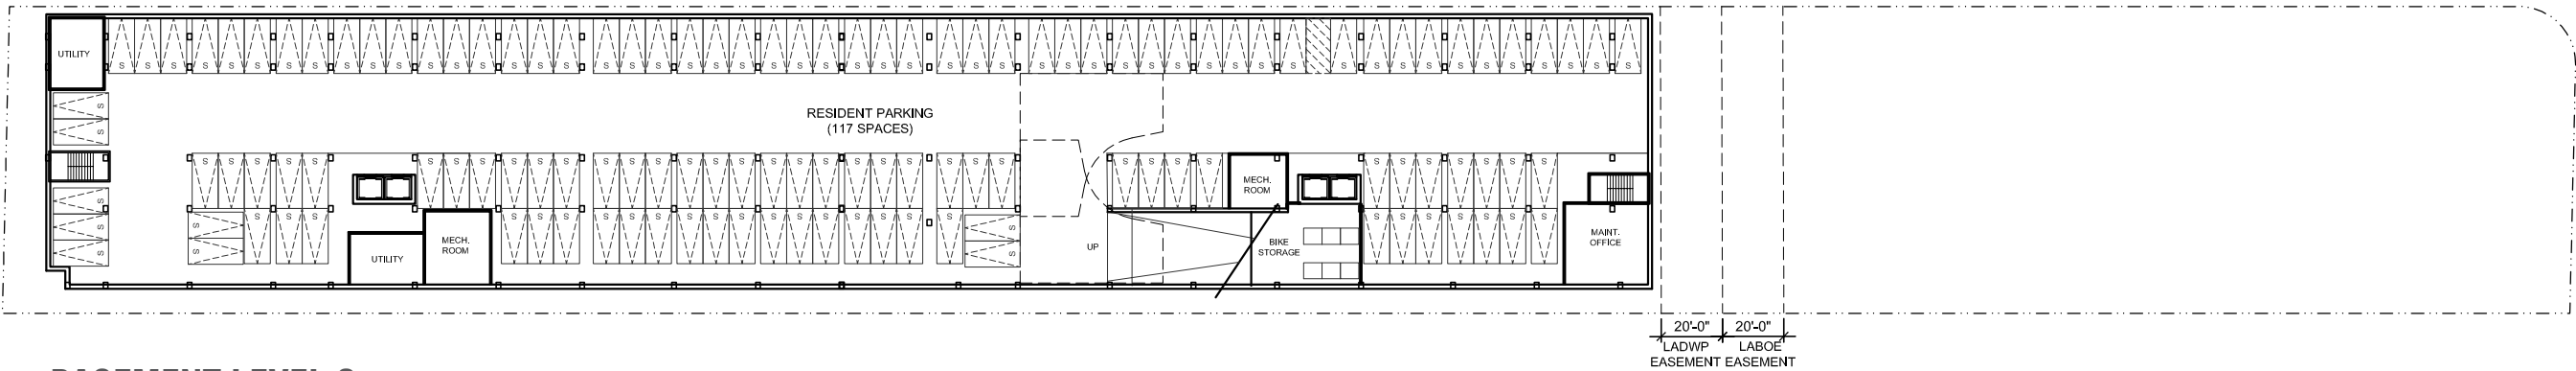 UTILITY
RESIDENT PARKING
(117 SPACES)
MECH.
ROOM
UTILITY
MECH.
ROOM
UP
BIKE
STORAGE
MAINT.
OFFICE
20'-0" 20'-0"
LADWP LABOE
EASEMENT EASEMENT